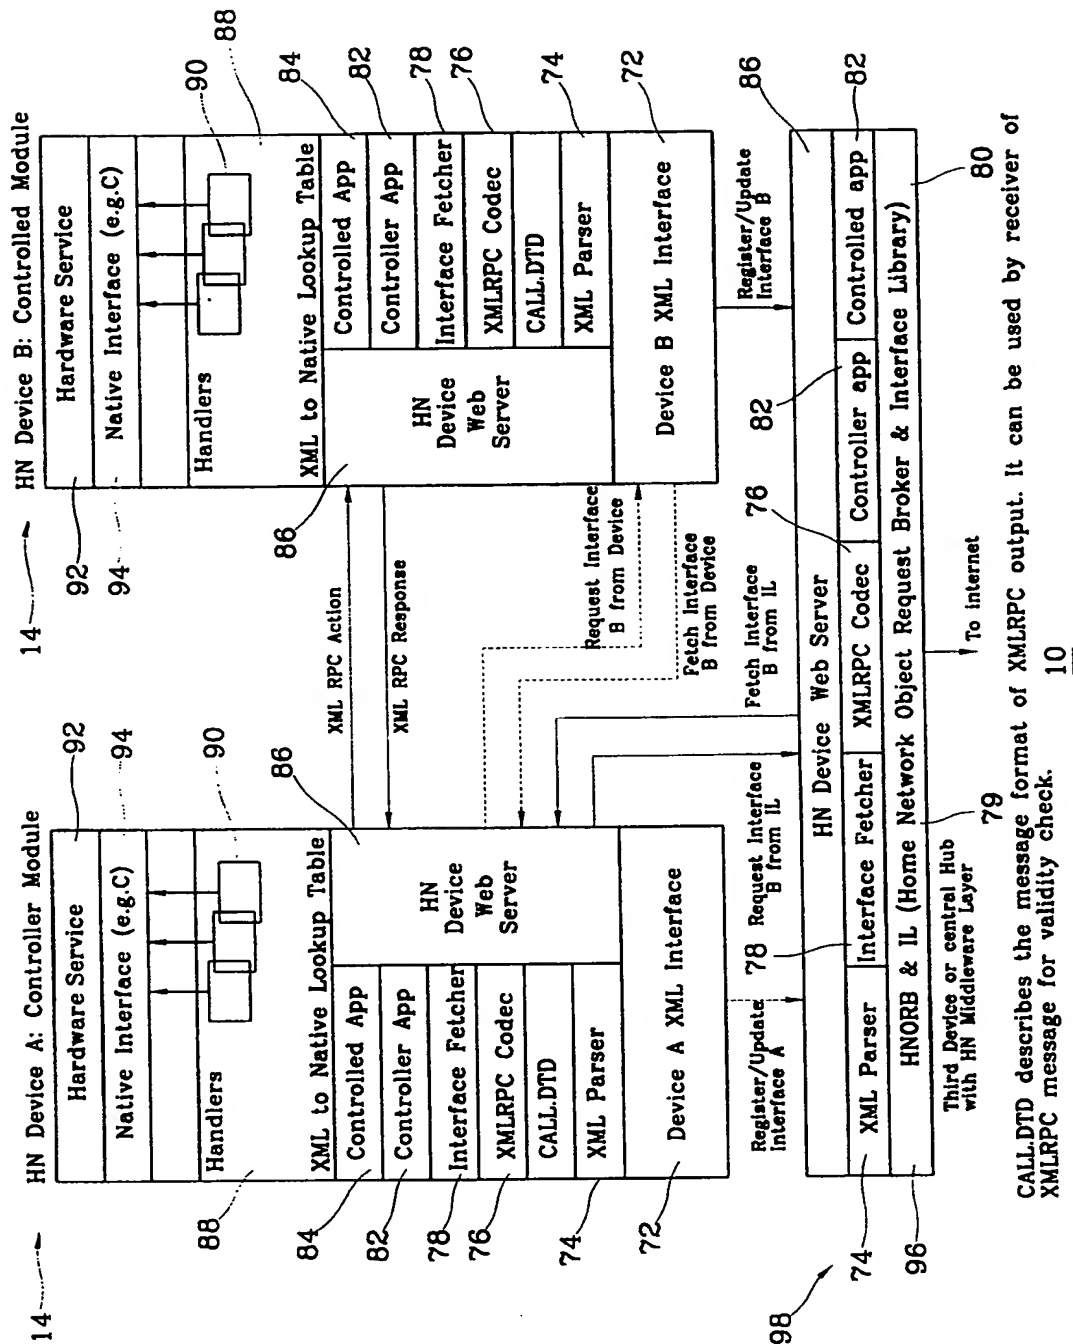 14
HN Device A: Controller Module
92
Hardware Service
94
Native Interface (e.g.C)
90
Handlers
88
XML to Native Lookup Table
84
Controlled App
82
Controller App
78
Interface Fetcher
76
XMLRPC Codec
CALL.DTD
74
XML Parser
86
HN
Device
Web
Server
72
Device A XML Interface
14
HN Device B: Controlled Module
92
Hardware Service
94
Native Interface (e.g.C)
90
Handlers
88
XML to Native Lookup Table
86
HN
Device
Web
Server
84
Controlled App
82
Controller App
78
Interface Fetcher
76
XMLRPC Codec
CALL.DTD
74
XML Parser
72
Device B XML Interface
XML RPC Action
XML RPC Response
Request Interface
B from Device
Fetch Interface
B from Device
Register/Update
Interface A
Request Interface
B from IL
Fetch Interface
B from IL
Register/Update
Interface B
98
86
HN Device Web Server
74
XML Parser
78
Interface Fetcher
76
XMLRPC Codec
82
Controller app
82
Controlled app
96
HNORB & IL (Home Network Object Request Broker & Interface Library)
79
80
Third Device or central Hub
with HN Middleware Layer
To internet
CALL.DTD describes the message format of XMLRPC output. It can be used by receiver of
XMLRPC message for validity check.
10